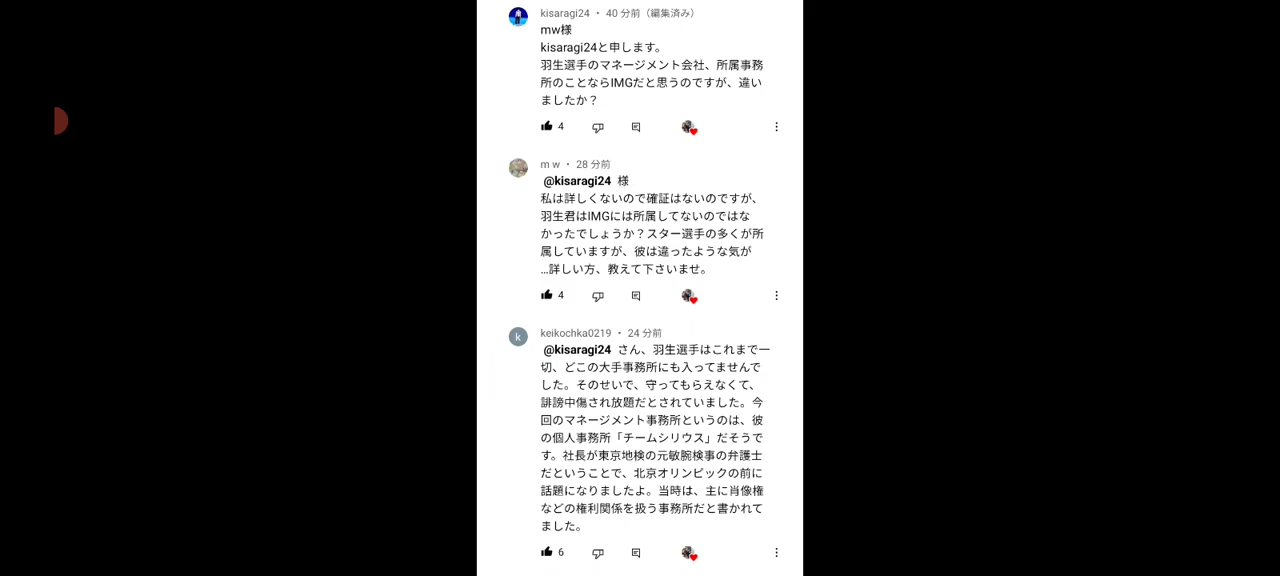 kisaragi24 • 40 分前（編集済み）
mw様
kisaragi24と申します。
羽生選手のマネージメント会社、所属事務
所のことならIMGだと思うのですが、違い
ましたか？
4
m w • 28 分前
@kisaragi24 様
私は詳しくないので確証はないのですが、
羽生君はIMGには所属してないのではな
かったでしょうか？スター選手の多くが所
属していますが、彼は違ったような気が
…詳しい方、教えて下さいませ。
4
k
keikochka0219 • 24 分前
@kisaragi24 さん、羽生選手はこれまで一
切、どこの大手事務所にも入ってませんで
した。そのせいで、守ってもらえなくて、
誹謗中傷され放題だとされていました。今
回のマネージメント事務所というのは、彼
の個人事務所「チームシリウス」だそうで
す。社長が東京地検の元敏腕検事の弁護士
だということで、北京オリンピックの前に
話題になりましたよ。当時は、主に肖像権
などの権利関係を扱う事務所だと書かれて
ました。
6